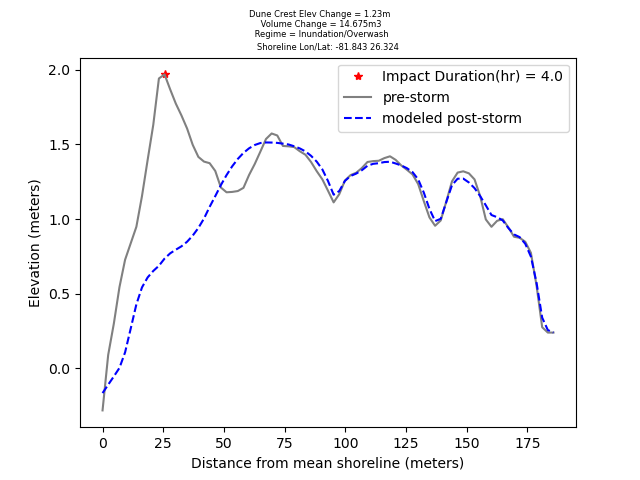 Dune Crest Elev Change = 1.23m
Volume Change = 14.675m3
Regime = Inundation/Overwash
Shoreline Lon/Lat: -81.843 26.324
Impact Duration(hr) = 4.0
pre-storm
modeled post-storm
Elevation (meters)
2.0
1.5
1.0
0.5
0.0
0 25 50 75 100 125 150 175
Distance from mean shoreline (meters)